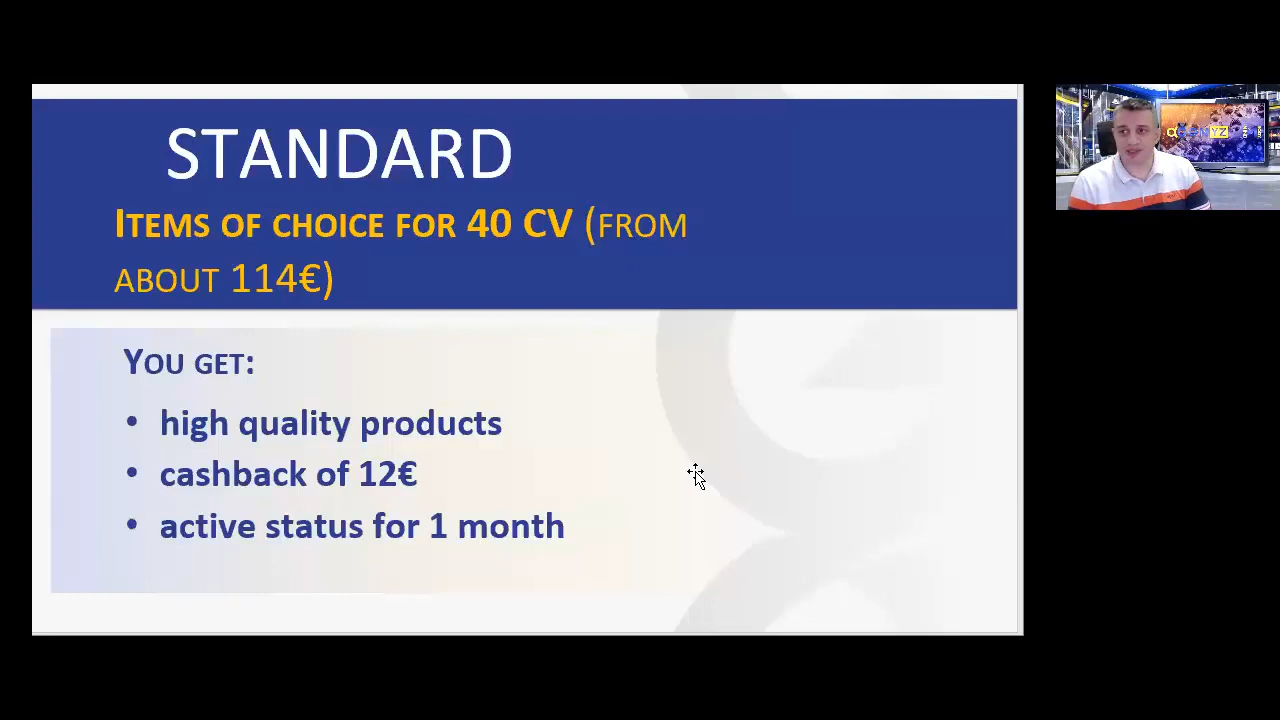 STANDARD
ITEMS OF CHOICE FOR 40 CV (FROM
ABOUT 114€)
YOU GET:
• high quality products
• cashback of 12€
• active status for 1 month